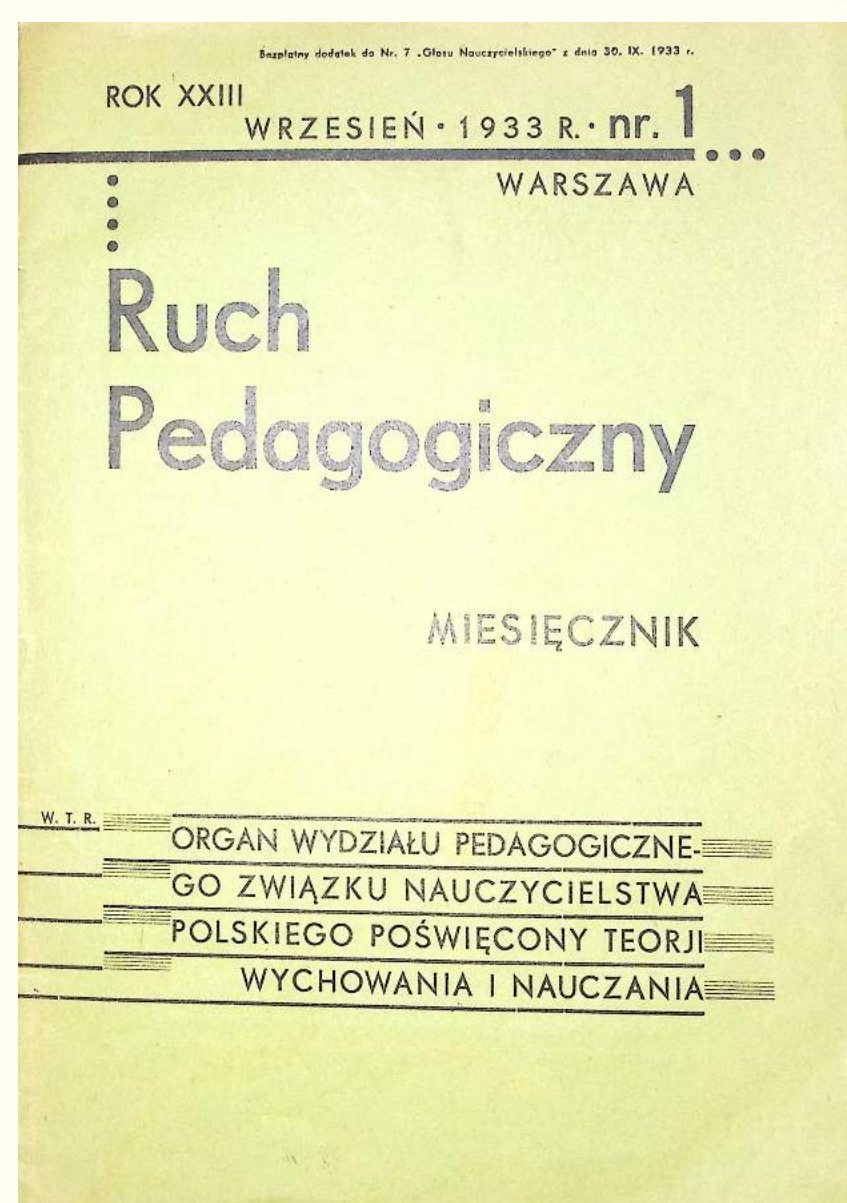 Bezpłatny dodatek do Nr. 7 „Głosu Nauczycielskiego" z dnia 30. IX. 1933 r.
ROK XXIII
WRZESIEŃ · 1933 R. · nr. 1
WARSZAWA
Ruch
Pedagogiczny
MIESIĘCZNIK
W. T. R.
ORGAN WYDZIAŁU PEDAGOGICZNE-
GO ZWIĄZKU NAUCZYCIELSTWA
POLSKIEGO POŚWIĘCONY TEORJI
WYCHOWANIA I NAUCZANIA